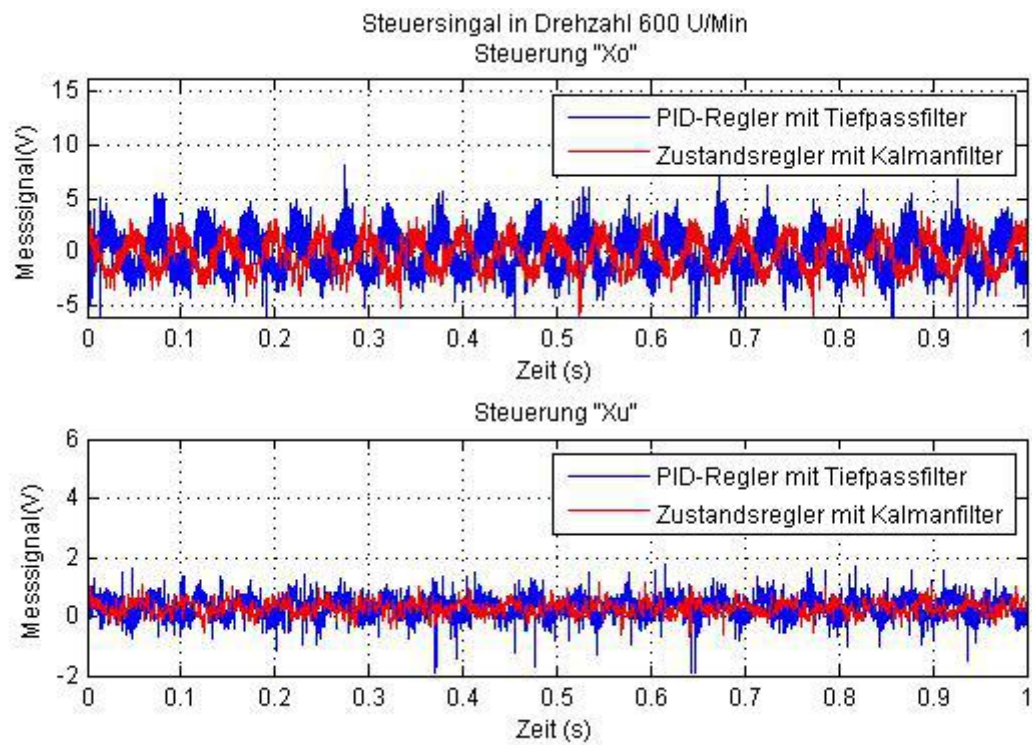 Steuersingal in Drehzahl 600 U/Min
Steuerung "Xo"
15
10
5
0
-5
Messsignal(V)
PID-Regler mit Tiefpassfilter
Zustandsregler mit Kalmanfilter
0 0.1 0.2 0.3 0.4 0.5 0.6 0.7 0.8 0.9 1
Zeit (s)
Steuerung "Xu"
6
4
2
0
-2
Messsignal(V)
PID-Regler mit Tiefpassfilter
Zustandsregler mit Kalmanfilter
0 0.1 0.2 0.3 0.4 0.5 0.6 0.7 0.8 0.9 1
Zeit (s)